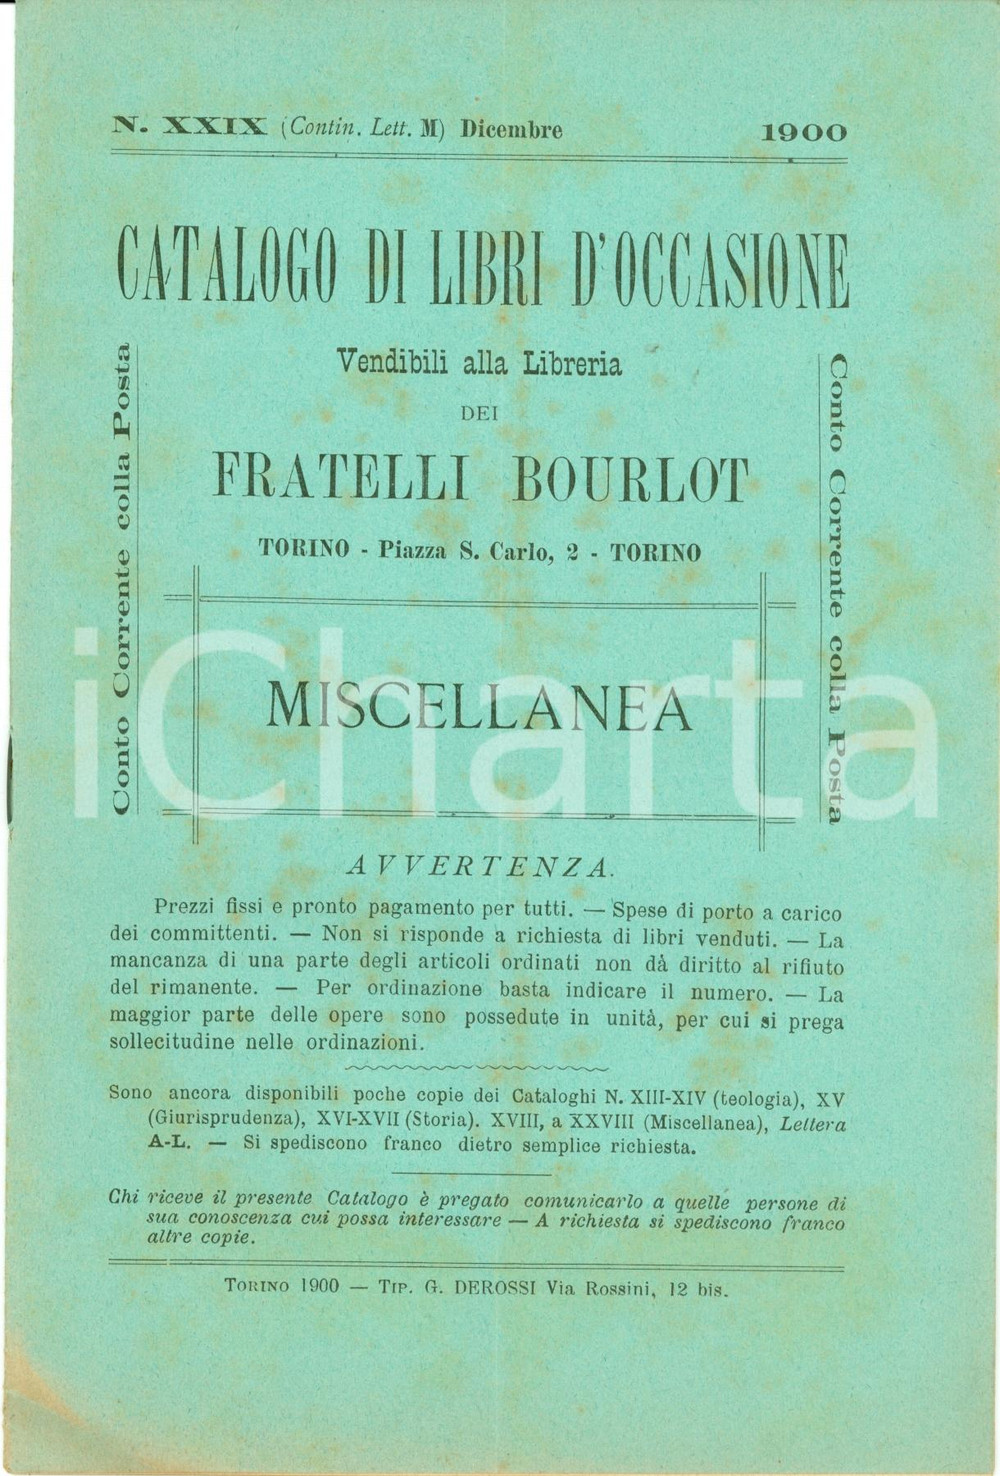 N. XXIX (Contin. Lett. M) Dicembre 1900
CATALOGO DI LIBRI D'OCCASIONE
Vendibili alla Libreria
DEI
FRATELLI BOURLOT
TORINO - Piazza S. Carlo, 2 - TORINO
Conto Corrente colla Posta
Conto Corrente colla Posta
MISCELLANEA
iCharta
AVVERTENZA.
Prezzi fissi e pronto pagamento per tutti. — Spese di porto a carico
dei committenti. — Non si risponde a richiesta di libri venduti. — La
mancanza di una parte degli articoli ordinati non dà diritto al rifiuto
del rimanente. — Per ordinazione basta indicare il numero. — La
maggior parte delle opere sono possedute in unità, per cui si prega
sollecitudine nelle ordinazioni.
Sono ancora disponibili poche copie dei Cataloghi N. XIII-XIV (teologia), XV
(Giurisprudenza), XVI-XVII (Storia). XVIII, a XXVIII (Miscellanea), Lettera
A-L. — Si spediscono franco dietro semplice richiesta.
Chi riceve il presente Catalogo è pregato comunicarlo a quelle persone di
sua conoscenza cui possa interessare — A richiesta si spediscono franco
altre copie.
TORINO 1900 — TIP. G. DEROSSI Via Rossini, 12 bis.